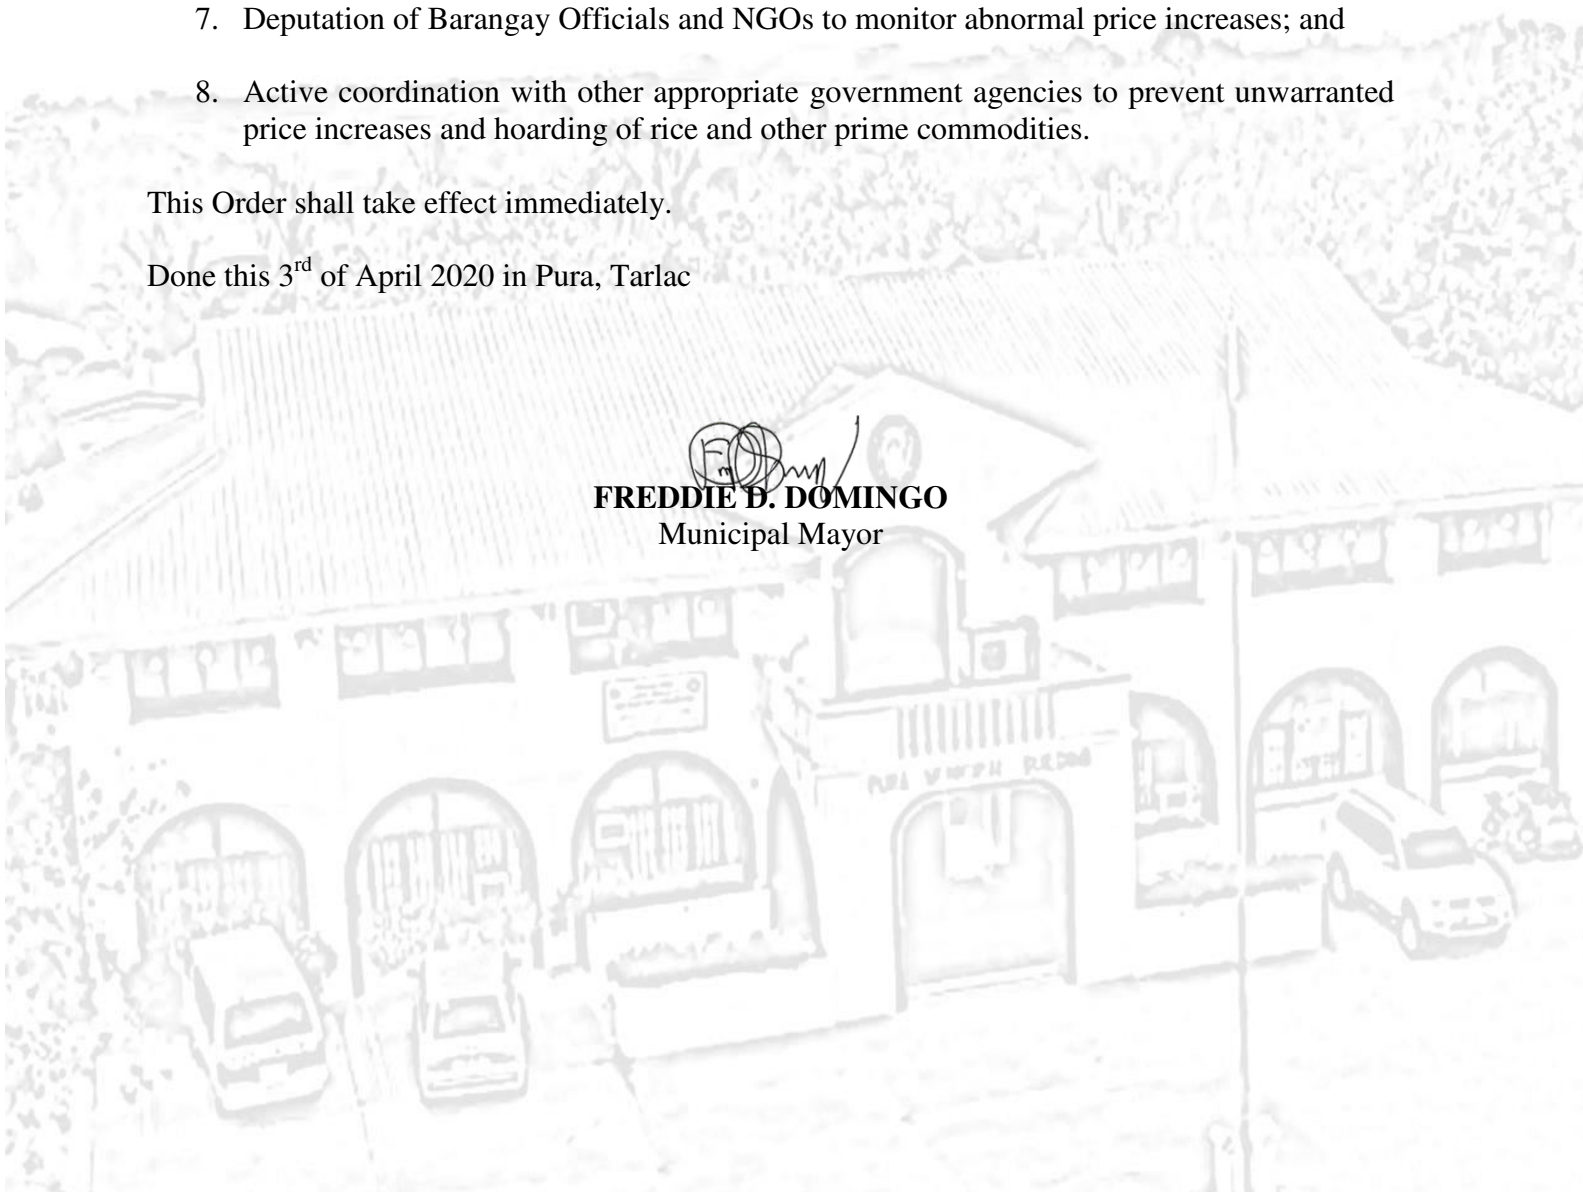 7. Deputation of Barangay Officials and NGOs to monitor abnormal price increases; and
8. Active coordination with other appropriate government agencies to prevent unwarranted
price increases and hoarding of rice and other prime commodities.
This Order shall take effect immediately.
Done this 3rd of April 2020 in Pura, Tarlac
FREDDIE D. DOMINGO
Municipal Mayor
PURA